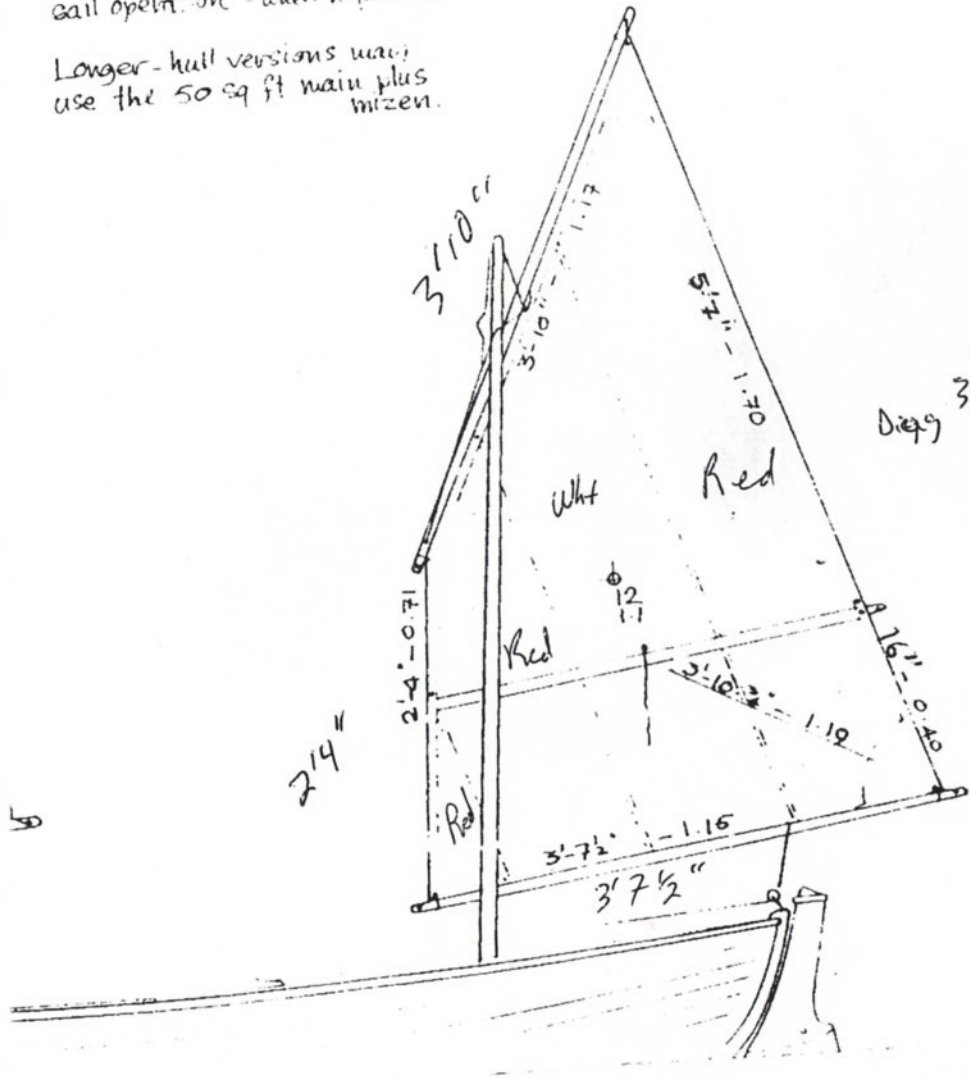 sail
Longer-hull versions may
use the 50 sq ft main plus
mizen.
3'10"
3'-10" - 1.17
5'7" - 1.70
Diag 3
Wht
Red
12
1.1
Red
2'-4" - 0.71
16" - 0.40
1.19
2'4"
Red
3'-7½" - 1.15
3'7½"